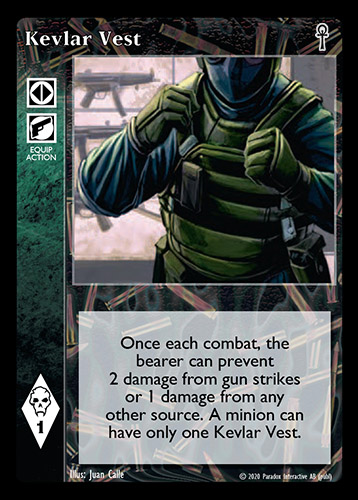 Kevlar Vest
EQUIP
ACTION
Once each combat, the
bearer can prevent
2 damage from gun strikes
or 1 damage from any
other source. A minion can
have only one Kevlar Vest.
1
Illus: Juan Calle
© 2020 Paradox Interactive AB (publ)